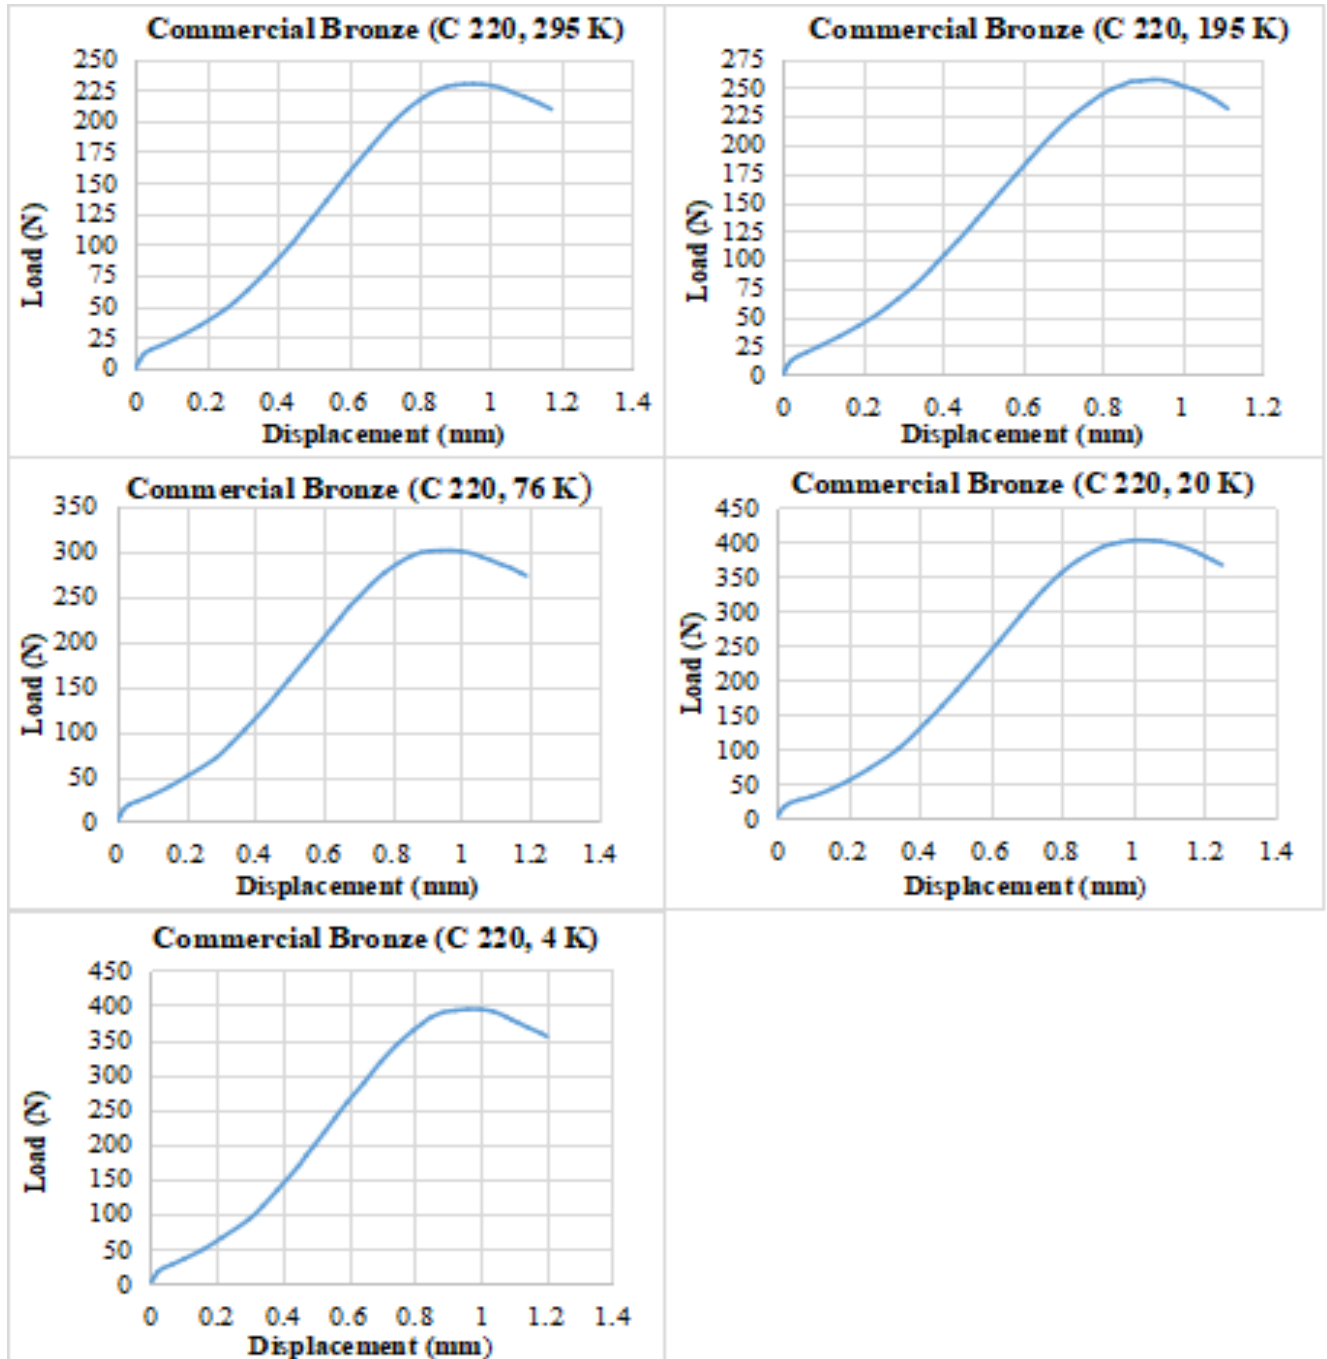 Commercial Bronze (C 220, 295 K)
250
225
200
175
150
125
100
75
50
25
0
Load (N)
0 0.2 0.4 0.6 0.8 1 1.2 1.4
Displacement (mm)
Commercial Bronze (C 220, 195 K)
275
250
225
200
175
150
125
100
75
50
25
0
Load (N)
0 0.2 0.4 0.6 0.8 1 1.2
Displacement (mm)
Commercial Bronze (C 220, 76 K)
350
300
250
200
150
100
50
0
Load (N)
0 0.2 0.4 0.6 0.8 1 1.2 1.4
Displacement (mm)
Commercial Bronze (C 220, 20 K)
450
400
350
300
250
200
150
100
50
0
Load (N)
0 0.2 0.4 0.6 0.8 1 1.2 1.4
Displacement (mm)
Commercial Bronze (C 220, 4 K)
450
400
350
300
250
200
150
100
50
0
Load (N)
0 0.2 0.4 0.6 0.8 1 1.2 1.4
Displacement (mm)